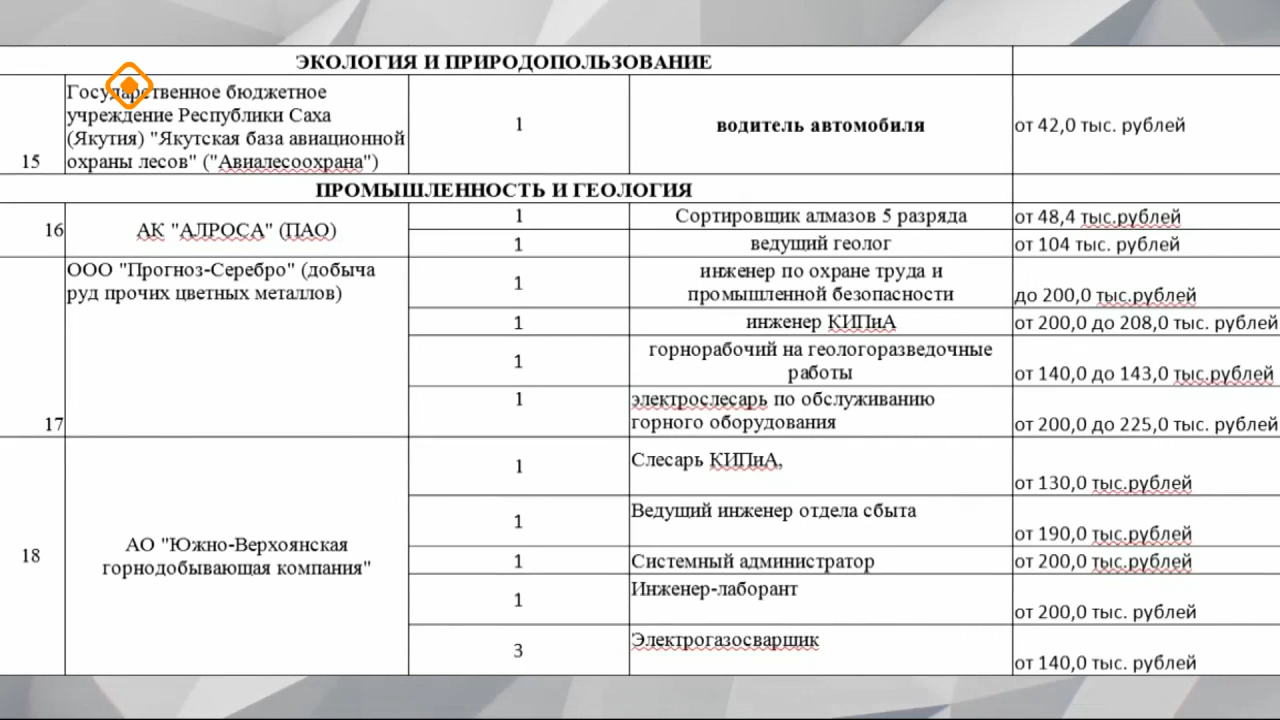 ЭКОЛОГИЯ И ПРИРОДОПОЛЬЗОВАНИЕ
15
Государственное бюджетное
учреждение Республики Саха
(Якутия) "Якутская база авиационной
охраны лесов" ("Авиалесоохрана")
1
водитель автомобиля
от 42,0 тыс. рублей
ПРОМЫШЛЕННОСТЬ И ГЕОЛОГИЯ
16
АК "АЛРОСА" (ПАО)
1
Сортировщик алмазов 5 разряда
от 48,4 тыс.рублей
1
ведущий геолог
от 104 тыс. рублей
17
ООО "Прогноз-Серебро" (добыча
руд прочих цветных металлов)
1
инженер по охране труда и
промышленной безопасности
до 200,0 тыс.рублей
1
инженер КИПиА
от 200,0 до 208,0 тыс. рублей
1
горнорабочий на геологоразведочные
работы
от 140,0 до 143,0 тыс.рублей
1
электрослесарь по обслуживанию
горного оборудования
от 200,0 до 225,0 тыс. рублей
18
АО "Южно-Верхоянская
горнодобывающая компания"
1
Слесарь КИПиА,
от 130,0 тыс.рублей
1
Ведущий инженер отдела сбыта
от 190,0 тыс.рублей
1
Системный администратор
от 200,0 тыс.рублей
1
Инженер-лаборант
от 200,0 тыс. рублей
3
Электрогазосваршик
от 140,0 тыс. рублей